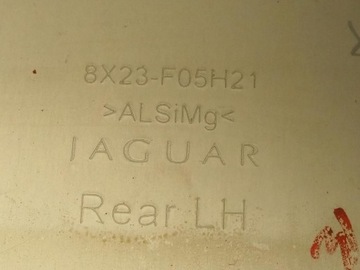 8X23-F05H21
>ALSiMg<
JAGUAR
Rear LH